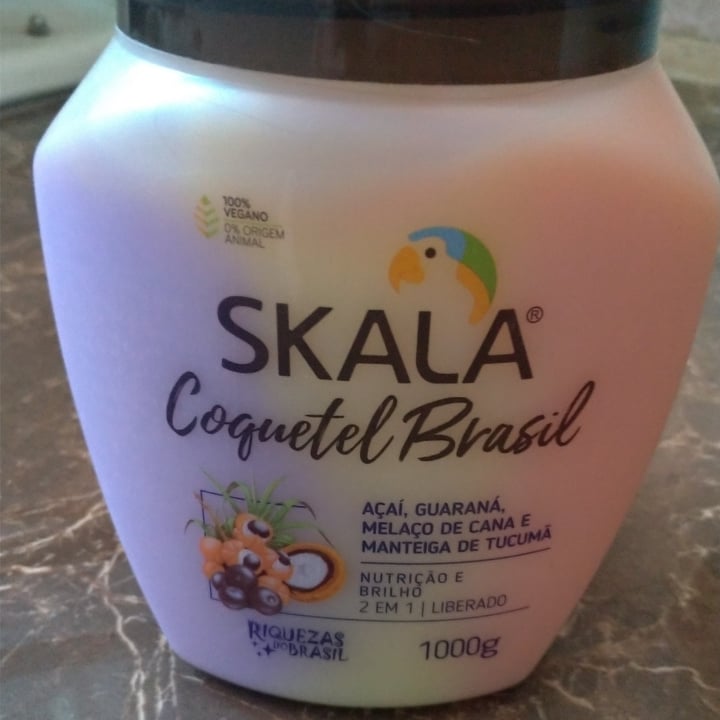 100%
VEGANO
0% ORIGEM
ANIMAL
SKALA®
Coquetel Brasil
AÇAÍ, GUARANÁ,
MELAÇO DE CANA E
MANTEIGA DE TUCUMÃ
NUTRIÇÃO E
BRILHO
2 EM 1 | LIBERADO
RIQUEZAS
DO BRASIL
1000g